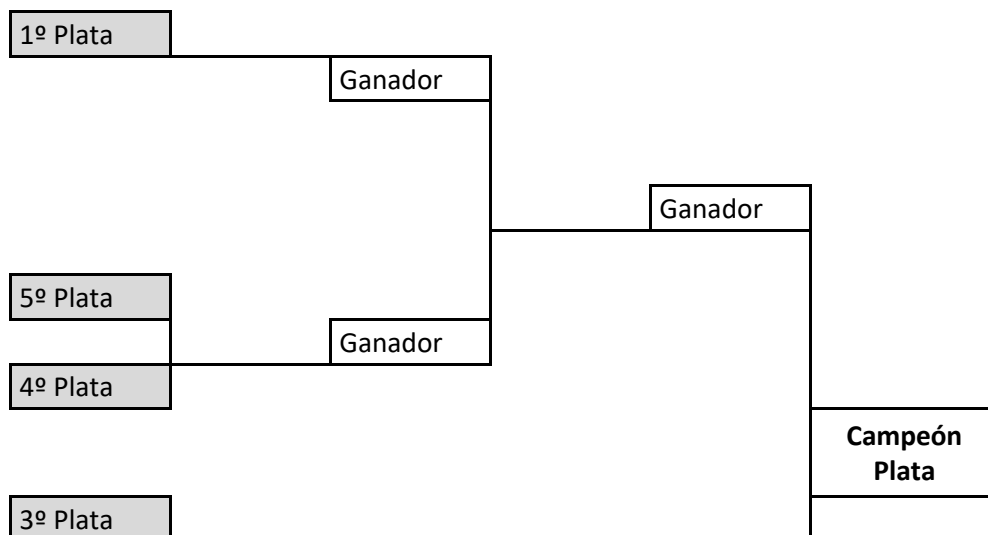 1º Plata
Ganador
Ganador
5º Plata
Ganador
4º Plata
Campeón
Plata
3º Plata